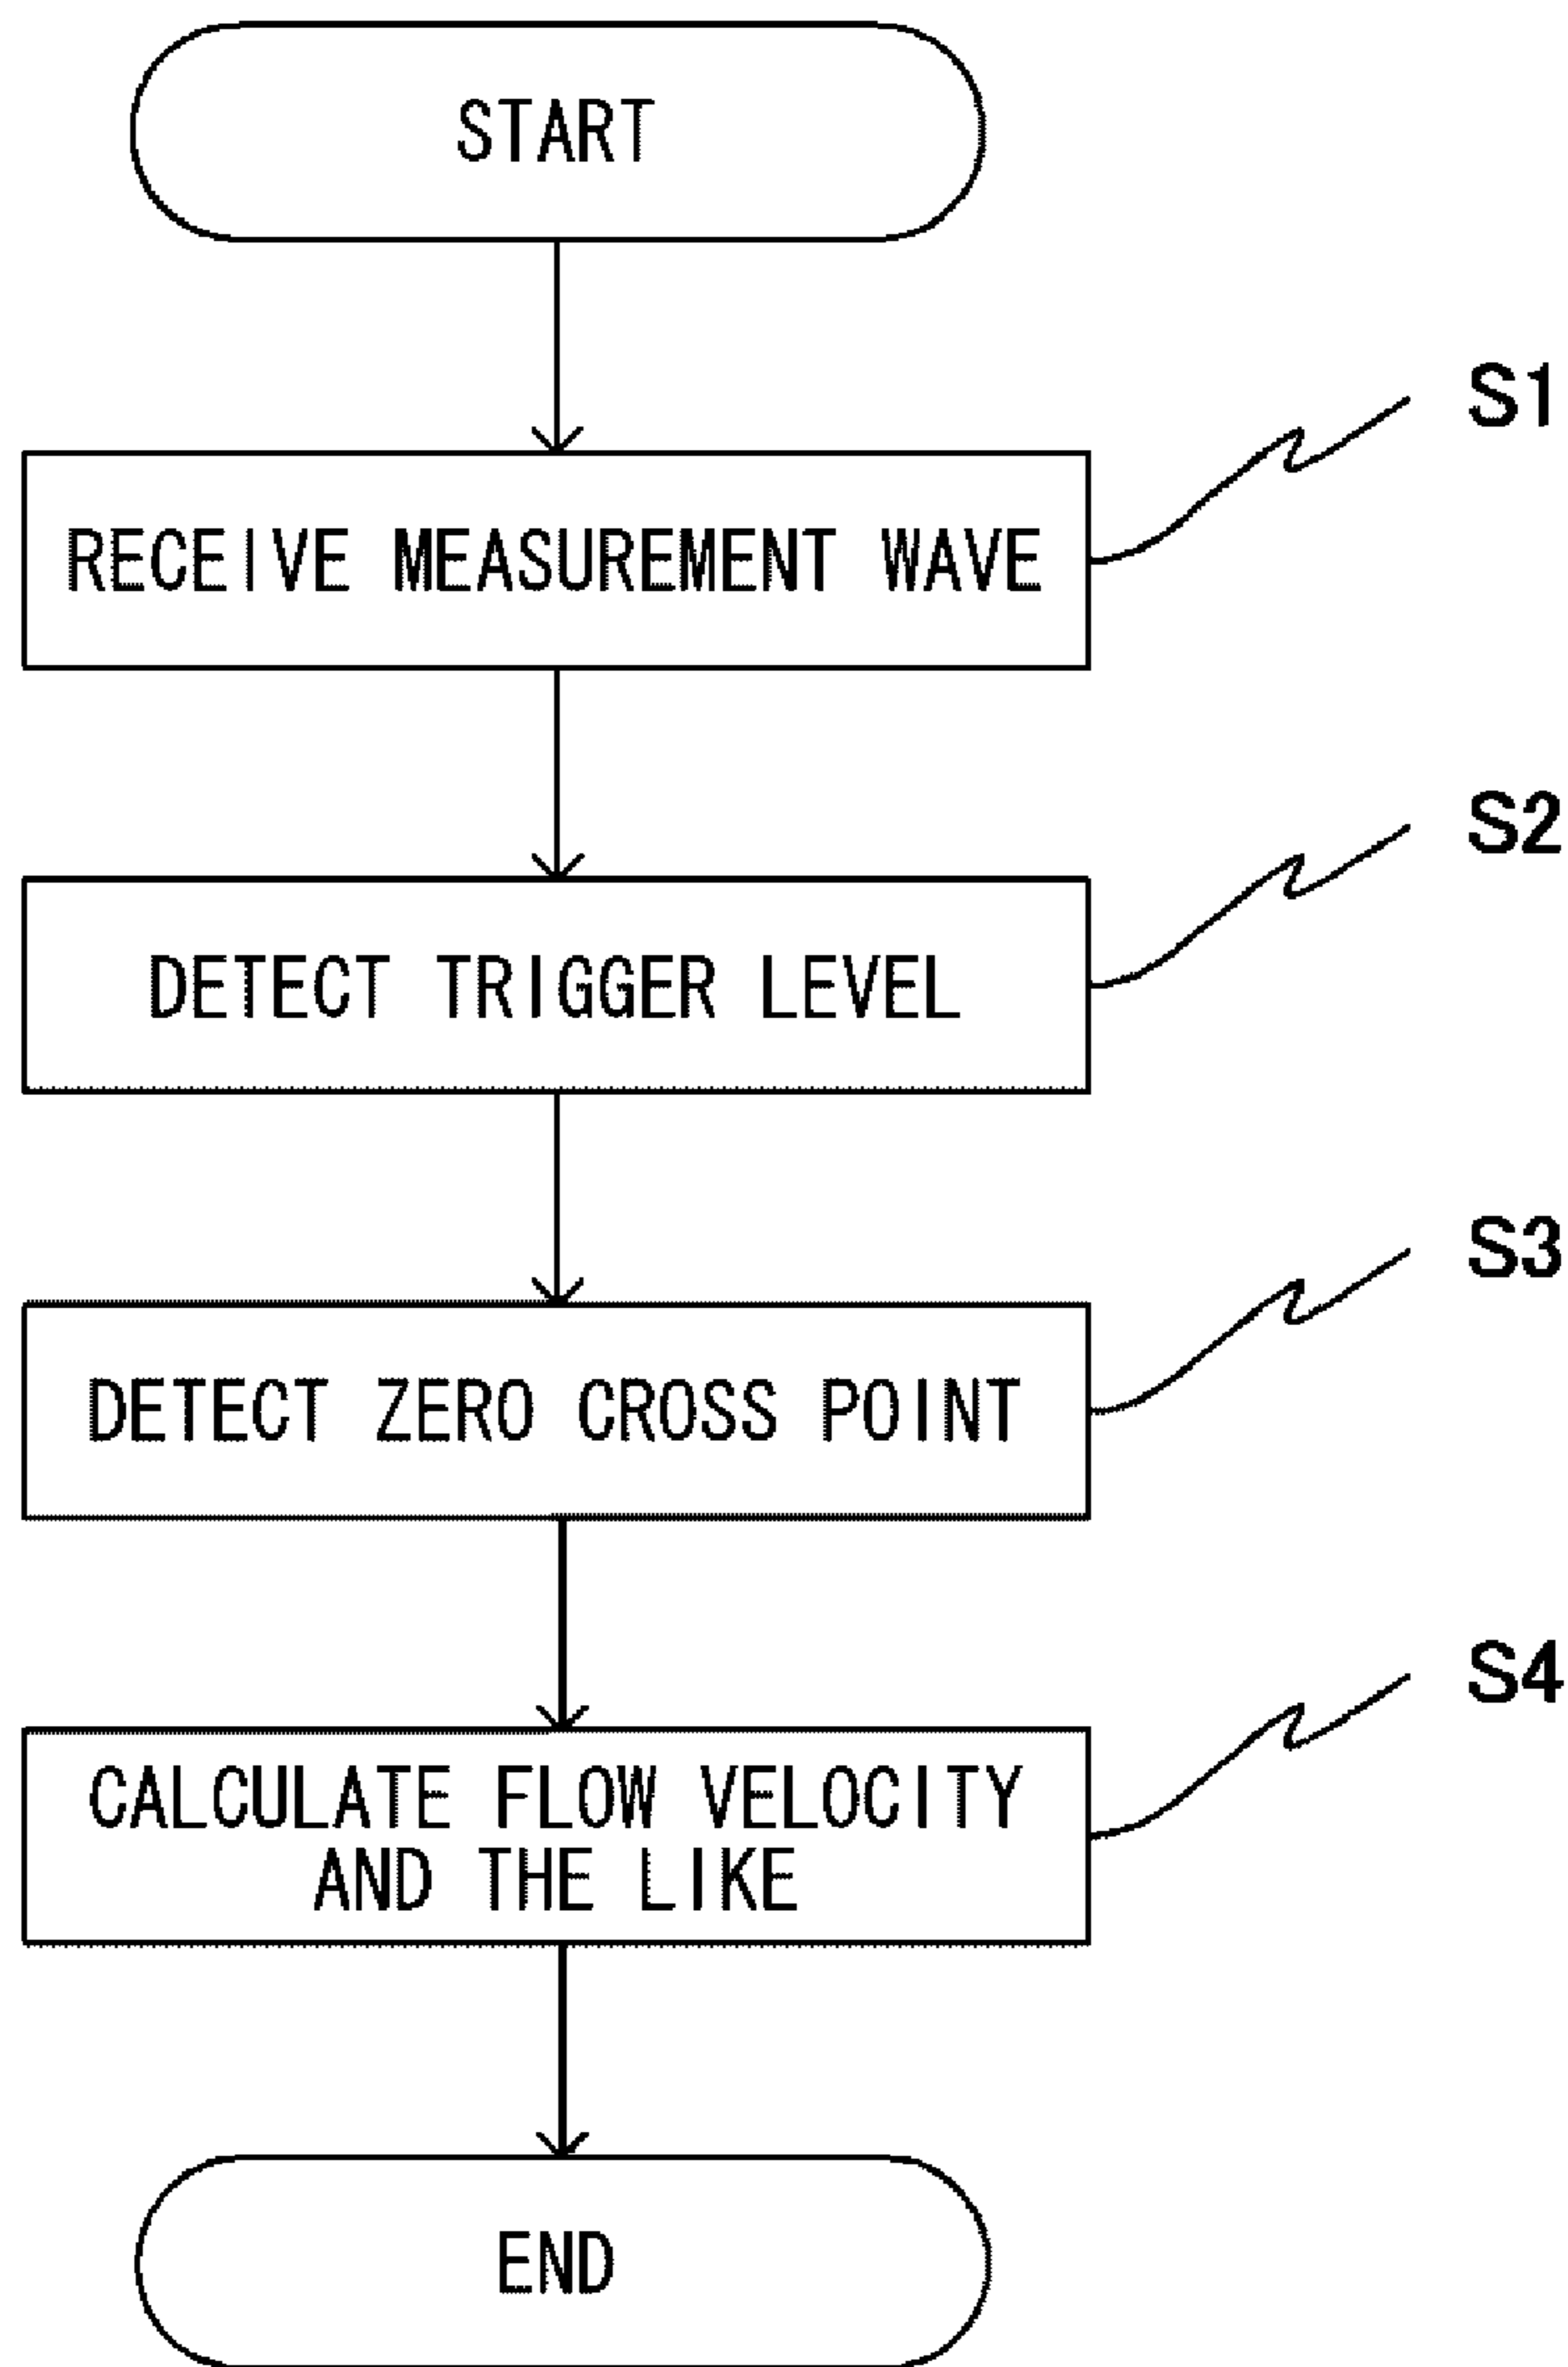 START
S1
RECEIVE MEASUREMENT WAVE
S2
DETECT TRIGGER LEVEL
S3
DETECT ZERO CROSS POINT
S4
CALCULATE FLOW VELOCITY
AND THE LIKE
END